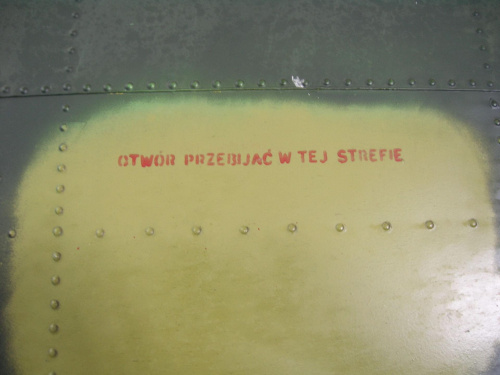 OTWÓR PRZEBIJAĆ W TEJ STREFIE